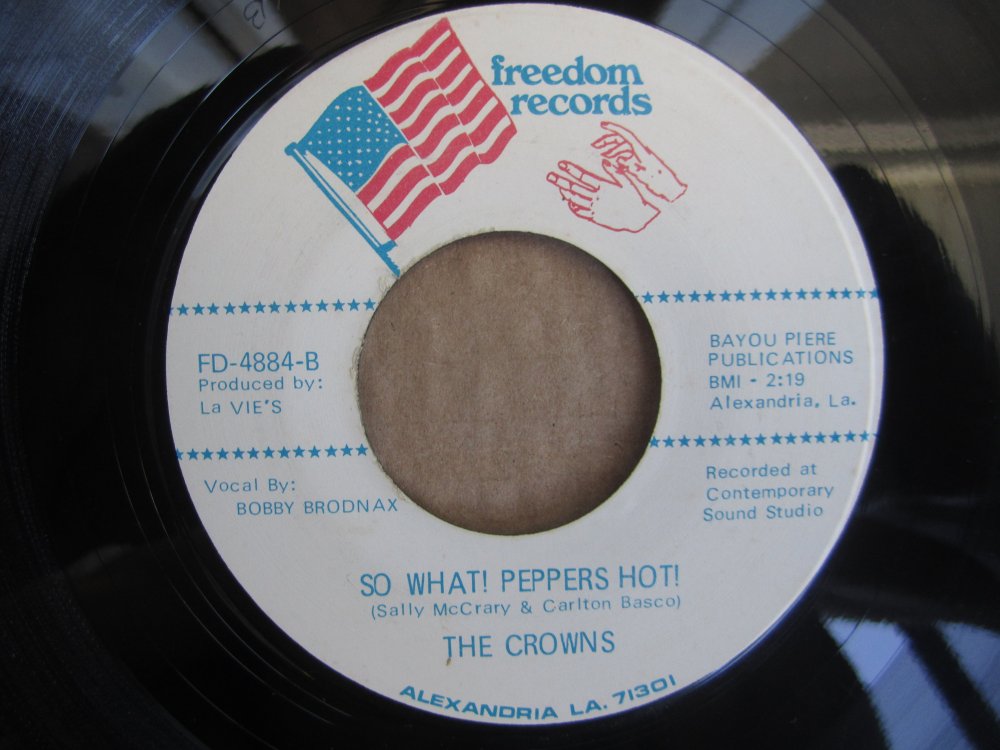 freedom
records
FD-4884-B
Produced by:
La VIE'S
Vocal By:
BOBBY BRODNAX
BAYOU PIERE
PUBLICATIONS
BMI - 2:19
Alexandria, La.
Recorded at
Contemporary
Sound Studio
SO WHAT! PEPPERS HOT!
(Sally McCrary & Carlton Basco)
THE CROWNS
ALEXANDRIA LA. 71301